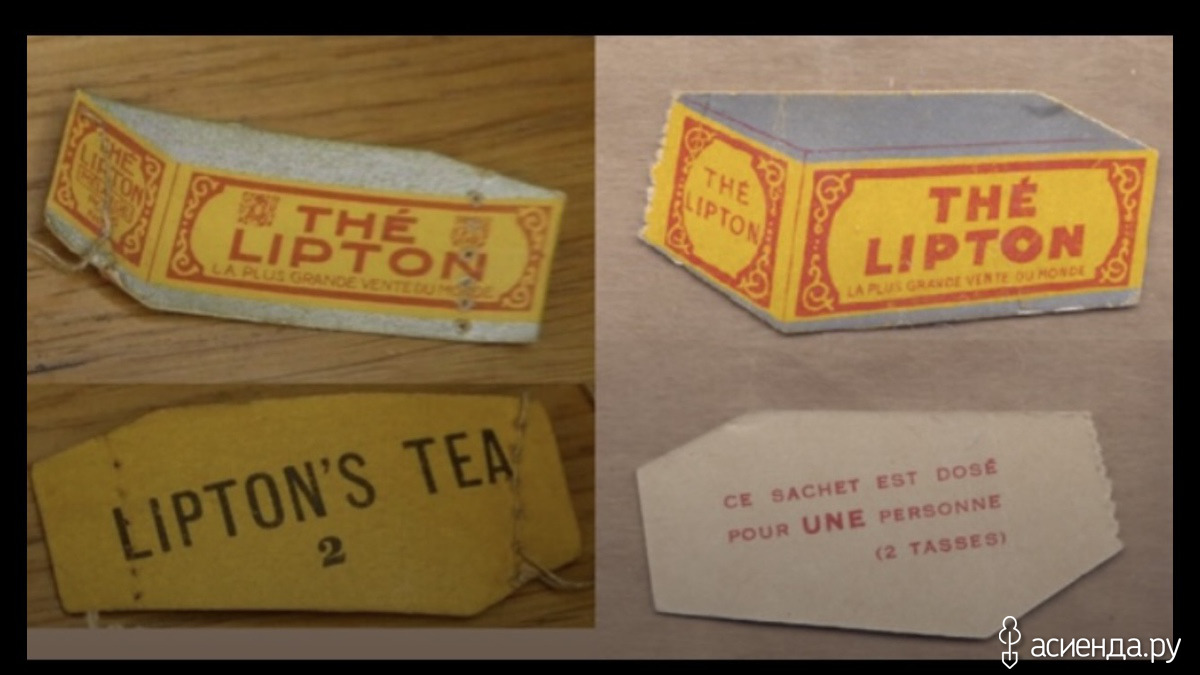 THÉ
LIPTON
THÉ
LIPTON
LA PLUS GRANDE VENTE DU MONDE
THÉ
LIPTON
THÉ
LIPTON
LA PLUS GRANDE VENTE DU MONDE
LIPTON'S TEA
2
CE SACHET EST DOSÉ
POUR UNE PERSONNE
(2 TASSES)
асиенда.ру